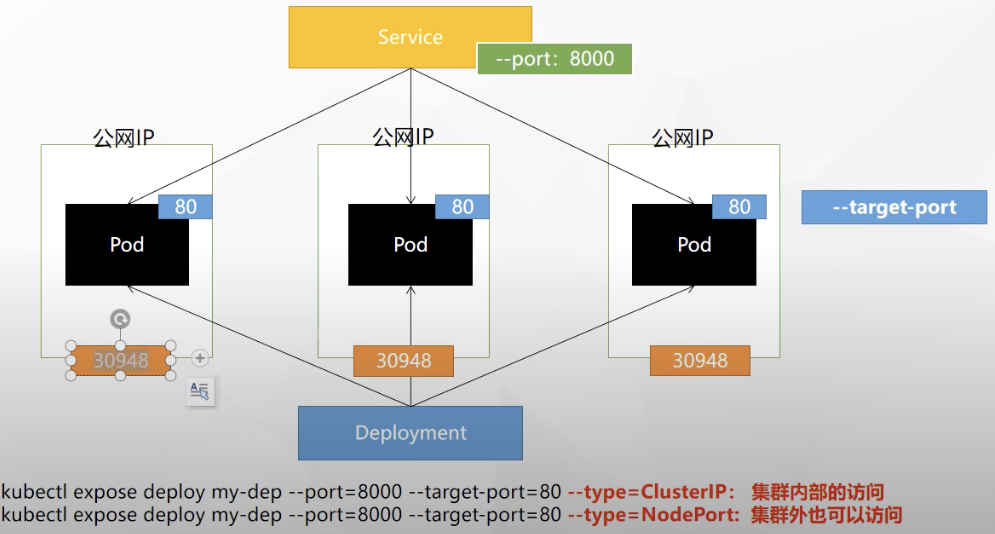 Service
--port：8000
公网IP
公网IP
公网IP
80
80
80
--target-port
Pod
Pod
Pod
30948
30948
30948
Deployment
kubectl expose deploy my-dep --port=8000 --target-port=80 --type=ClusterIP： 集群内部的访问
kubectl expose deploy my-dep --port=8000 --target-port=80 --type=NodePort: 集群外也可以访问